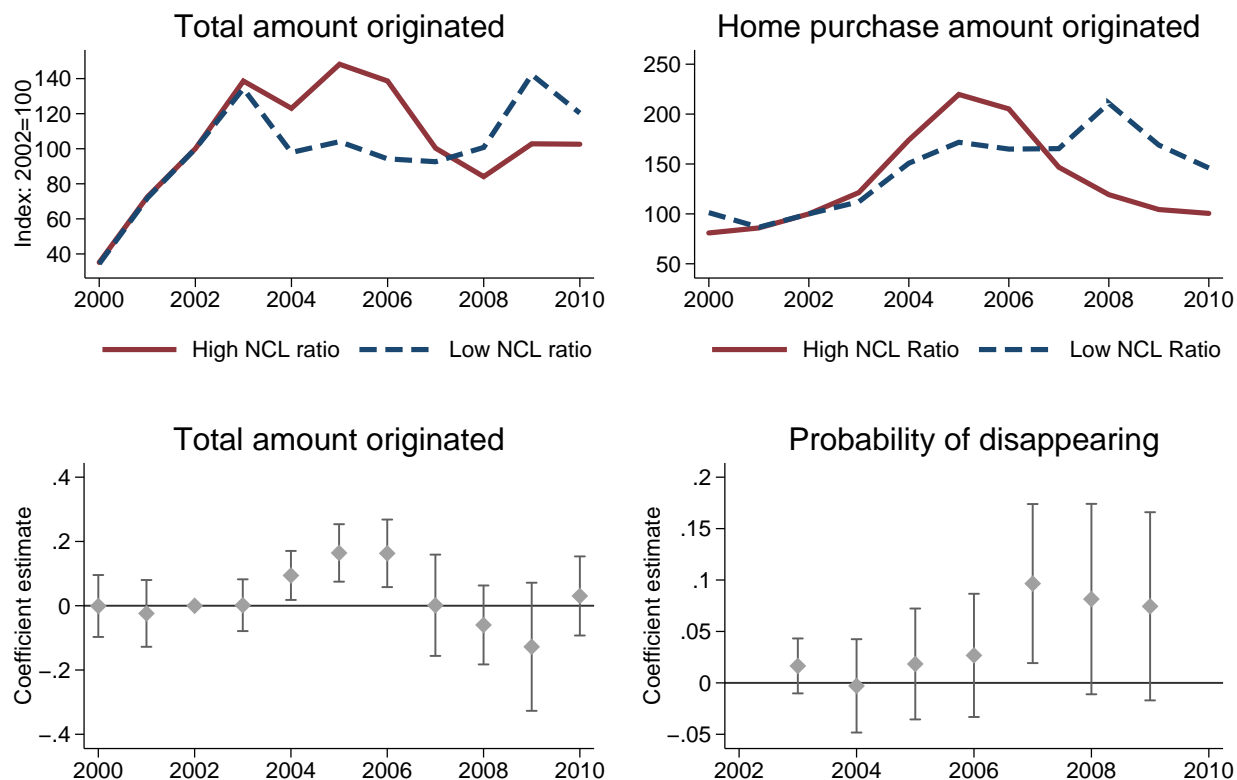 Total amount originated
Index: 2002=100
140
120
100
80
60
40
2000 2002 2004 2006 2008 2010
High NCL ratio Low NCL ratio
Home purchase amount originated
250
200
150
100
50
2000 2002 2004 2006 2008 2010
High NCL Ratio Low NCL Ratio
Total amount originated
Coefficient estimate
.4
.2
0
−.2
−.4
2000 2002 2004 2006 2008 2010
Probability of disappearing
Coefficient estimate
.2
.15
.1
.05
0
−.05
2002 2004 2006 2008 2010